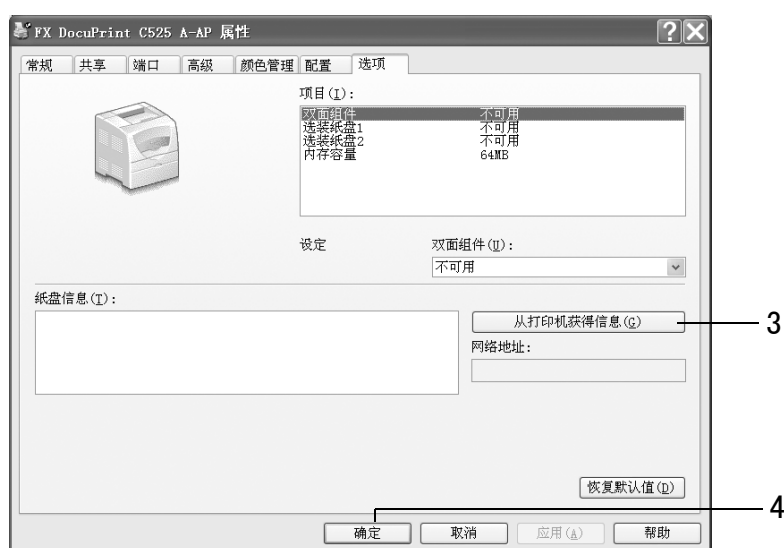 FX DocuPrint C525 A-AP 属性
常规 共享 端口 高级 颜色管理 配置 选项
项目(I):
双面组件 不可用
选装纸盘1 不可用
选装纸盘2 不可用
内存容量 64MB
设定 双面组件(U):
不可用
纸盘信息(T):
从打印机获得信息(G) 3
网络地址:
恢复默认值(D)
4
确定 取消 应用(A) 帮助